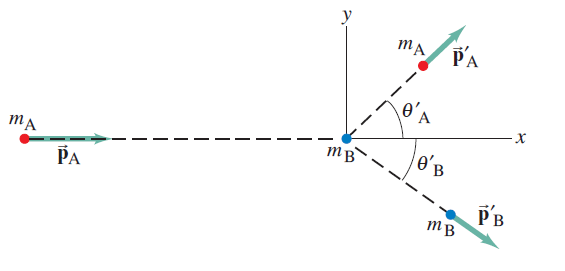 y
m_A
p⃗′_A
θ′_A
m_A
p⃗_A
x
m_B
θ′_B
m_B
p⃗′_B